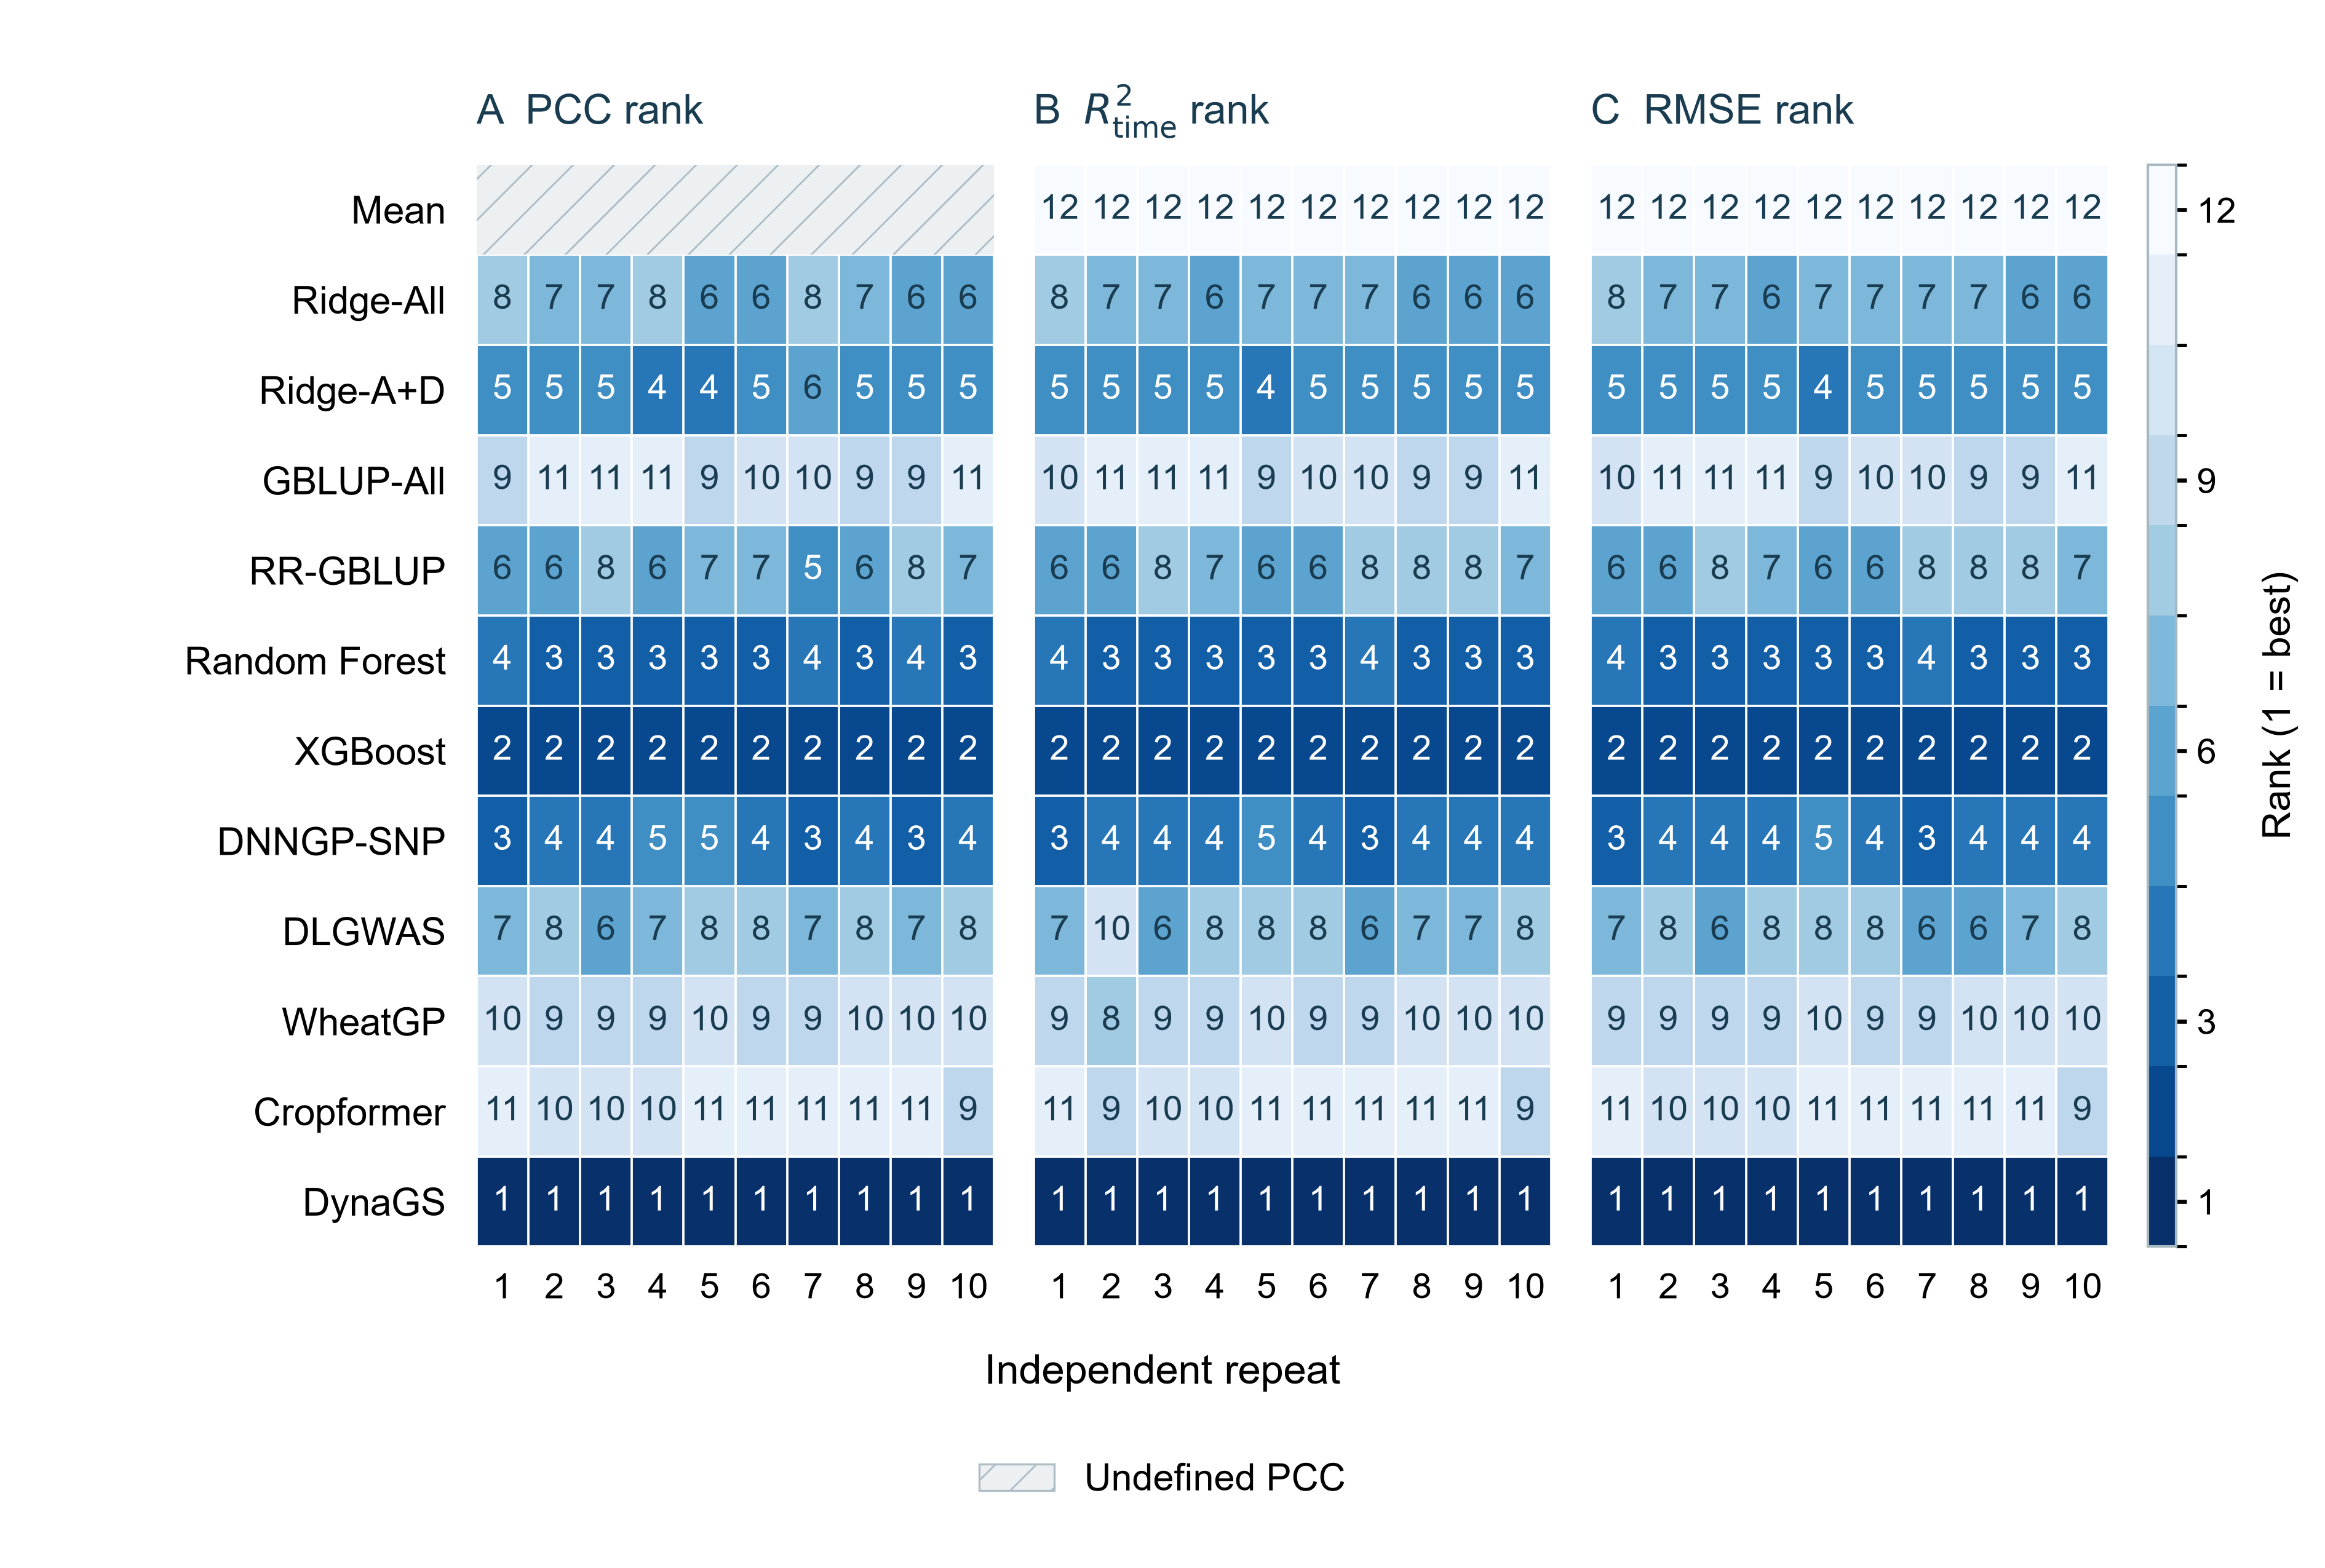 A PCC rank B R²time rank C RMSE rank
Mean 12 12 12 12 12 12 12 12 12 12 12 12 12 12 12 12 12 12 12 12 12
Ridge-All 8 7 7 8 6 6 8 7 6 6 8 7 7 6 7 7 7 6 6 6 8 7 7 6 7 7 7 7 6 6
Ridge-A+D 5 5 5 4 4 5 6 5 5 5 5 5 5 5 4 5 5 5 5 5 5 5 5 5 4 5 5 5 5 5
GBLUP-All 9 11 11 11 9 10 10 9 9 11 10 11 11 11 9 10 10 9 9 11 10 11 11 11 9 10 10 9 9 11 9
RR-GBLUP 6 6 8 6 7 7 5 6 8 7 6 6 8 7 6 6 8 8 8 7 6 6 8 7 6 6 8 8 8 7
Random Forest 4 3 3 3 3 3 4 3 4 3 4 3 3 3 3 3 4 3 3 3 4 3 3 3 3 3 4 3 3 3
XGBoost 2 2 2 2 2 2 2 2 2 2 2 2 2 2 2 2 2 2 2 2 2 2 2 2 2 2 2 2 2 2 6
DNNGP-SNP 3 4 4 5 5 4 3 4 3 4 3 4 4 4 5 4 3 4 4 4 3 4 4 4 5 4 3 4 4 4
DLGWAS 7 8 6 7 8 8 7 8 7 8 7 10 6 8 8 8 6 7 7 8 7 8 6 8 8 8 6 6 7 8
WheatGP 10 9 9 9 10 9 9 10 10 10 9 8 9 9 10 9 9 10 10 10 9 9 9 9 10 9 9 10 10 10 3
Cropformer 11 10 10 10 11 11 11 11 11 9 11 9 10 10 11 11 11 11 11 9 11 10 10 10 11 11 11 11 11 9
DynaGS 1 1 1 1 1 1 1 1 1 1 1 1 1 1 1 1 1 1 1 1 1 1 1 1 1 1 1 1 1 1 1
1 2 3 4 5 6 7 8 9 10 1 2 3 4 5 6 7 8 9 10 1 2 3 4 5 6 7 8 9 10
Rank (1 = best)
Independent repeat
Undefined PCC